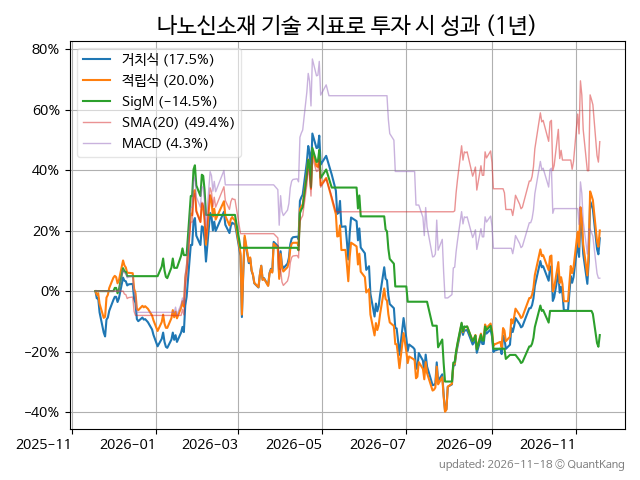 나노신소재 기술 지표로 투자 시 성과 (1년)
80%
60%
40%
20%
0%
−20%
−40%
거치식 (17.5%)
적립식 (20.0%)
SigM (−14.5%)
SMA(20) (49.4%)
MACD (4.3%)
2025-11
2026-01
2026-03
2026-05
2026-07
2026-09
2026-11
updated: 2026-11-18 © QuantKang